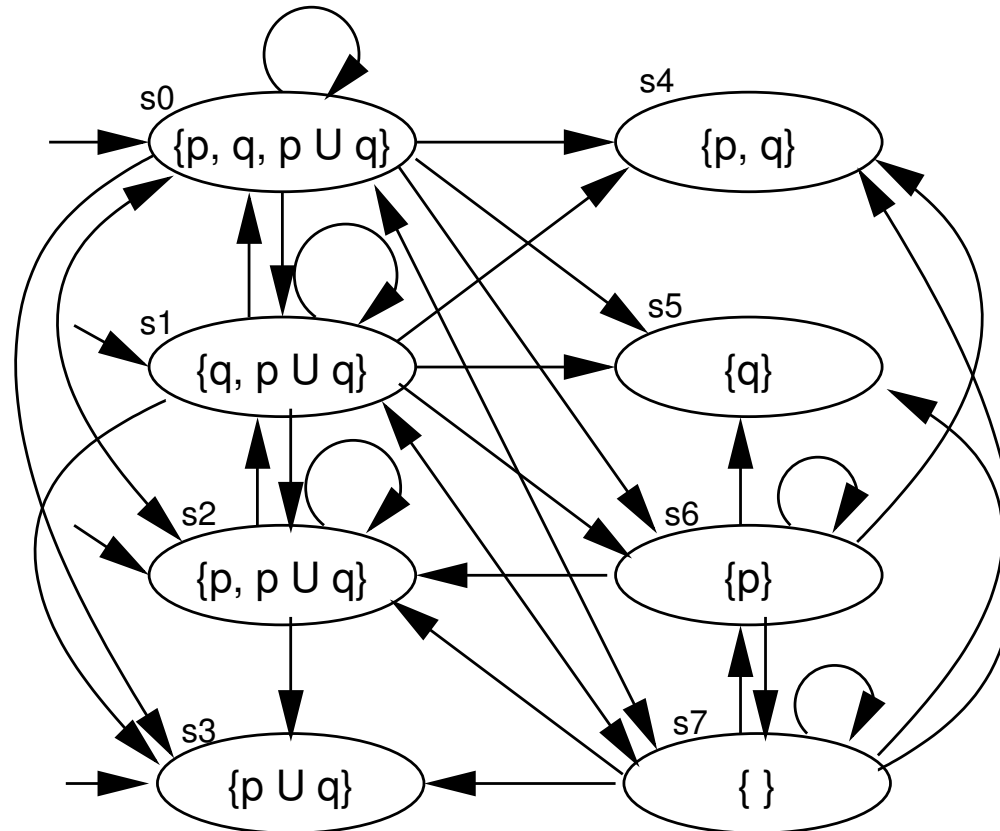 s0
{p, q, p U q}
s4
{p, q}
s1
{q, p U q}
s5
{q}
s2
{p, p U q}
s6
{p}
s3
{p U q}
s7
{ }